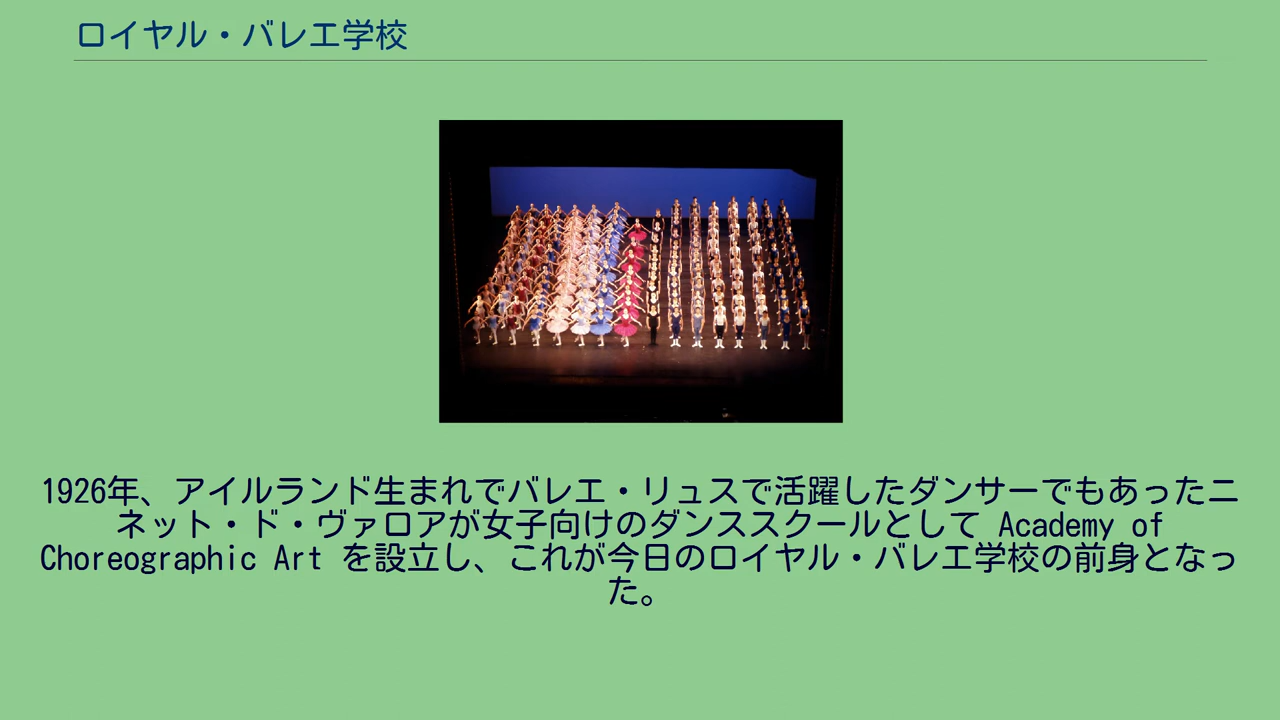 ロイヤル・バレエ学校
1926年、アイルランド生まれでバレエ・リュスで活躍したダンサーでもあったニ
ネット・ド・ヴァロアが女子向けのダンススクールとして Academy of
Choreographic Art を設立し、これが今日のロイヤル・バレエ学校の前身となっ
た。